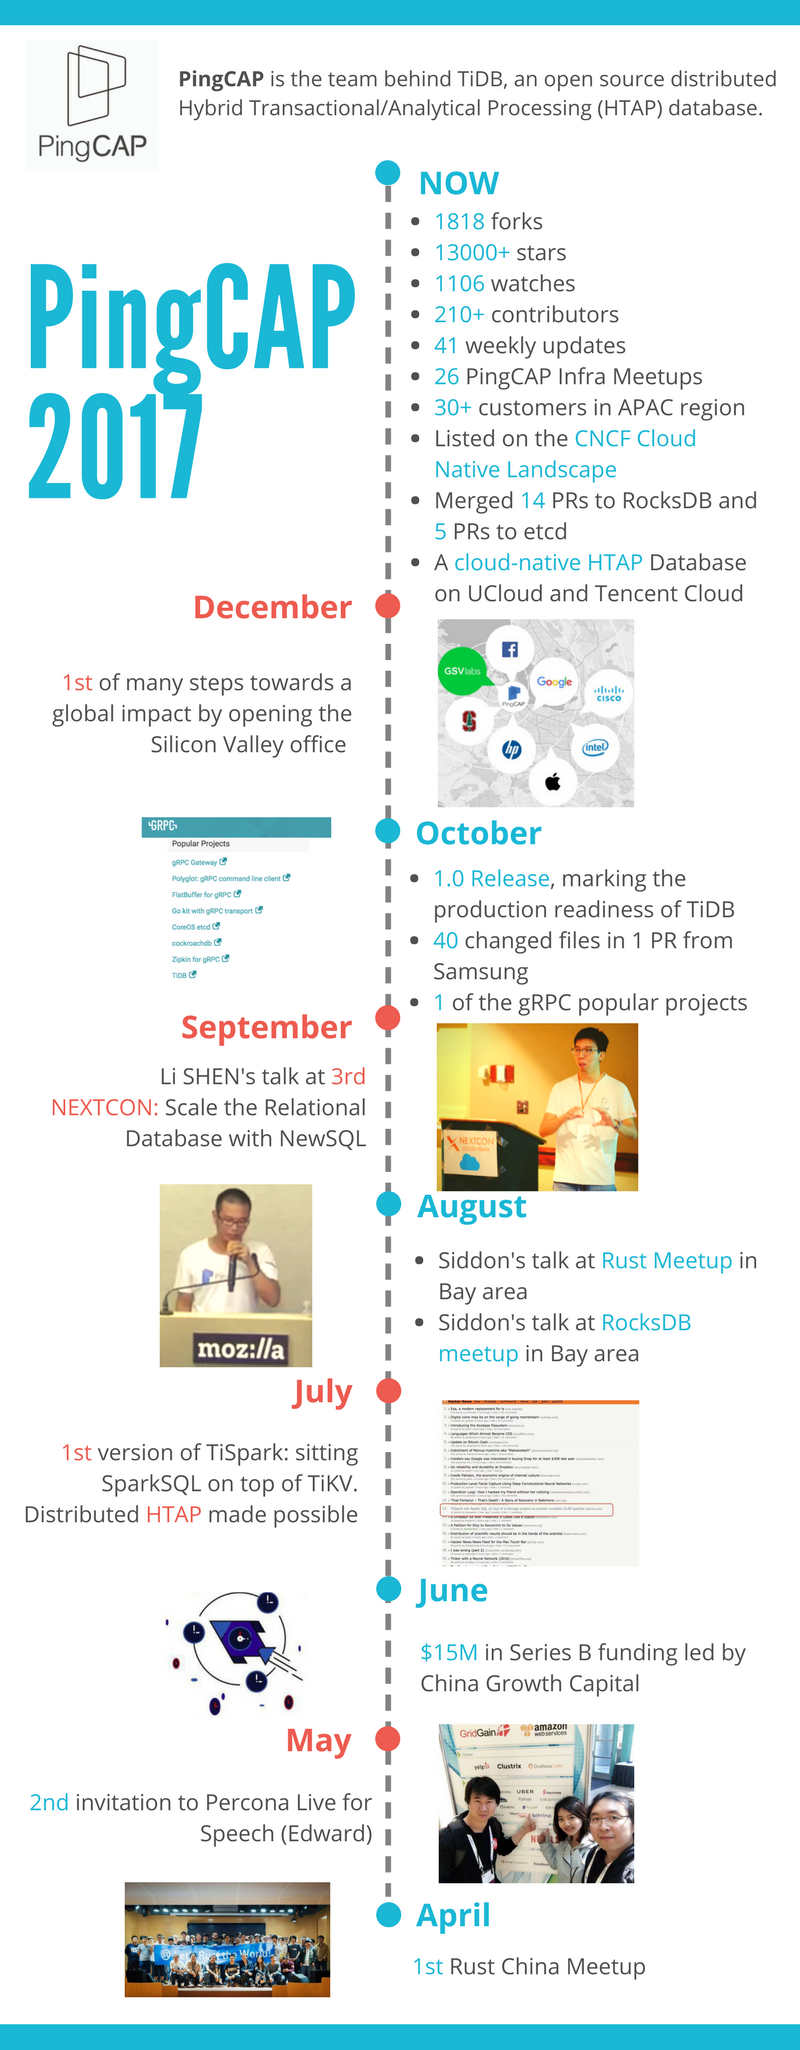 PingCAP
PingCAP is the team behind TiDB, an open source distributed
Hybrid Transactional/Analytical Processing (HTAP) database.
PingCAP
2017
NOW
1818 forks
13000+ stars
1106 watches
210+ contributors
41 weekly updates
26 PingCAP Infra Meetups
30+ customers in APAC region
Listed on the CNCF Cloud
Native Landscape
Merged 14 PRs to RocksDB and
5 PRs to etcd
A cloud-native HTAP Database
on UCloud and Tencent Cloud
December
1st of many steps towards a
global impact by opening the
Silicon Valley office
GSVlabs
Google
PingCAP
CISCO
hp
intel
October
1.0 Release, marking the
production readiness of TiDB
40 changed files in 1 PR from
Samsung
1 of the gRPC popular projects
GRPC
Popular Projects
gRPC Gateway
Polyglot: gRPC command line client
FlatBuffer for gRPC
Go kit with gRPC transport
CoreOS etcd
cockroachdb
Zipkin for gRPC
TiDB
September
Li SHEN's talk at 3rd
NEXTCON: Scale the Relational
Database with NewSQL
NEXTCON
August
Siddon's talk at Rust Meetup in
Bay area
Siddon's talk at RocksDB
meetup in Bay area
moz://a
July
1st version of TiSpark: sitting
SparkSQL on top of TiKV.
Distributed HTAP made possible
June
$15M in Series B funding led by
China Growth Capital
May
2nd invitation to Percona Live for
Speech (Edward)
GridGain
amazon
webservices
yelp
Clustrix
UBER
April
1st Rust China Meetup